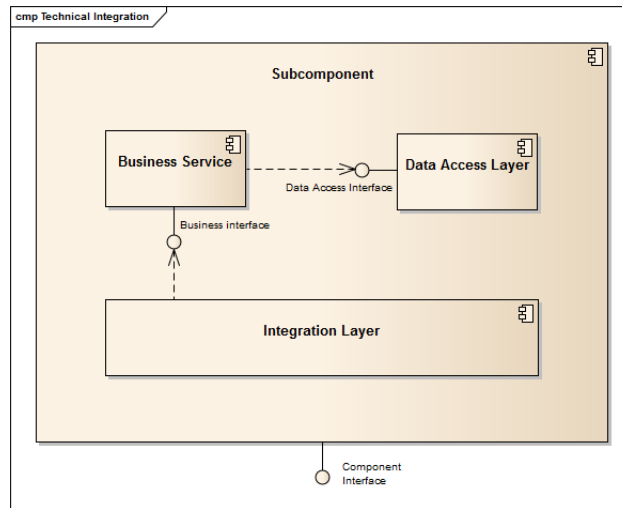 cmp Technical Integration
Subcomponent
Business Service
Data Access Layer
Data Access Interface
Business interface
Integration Layer
Component
Interface